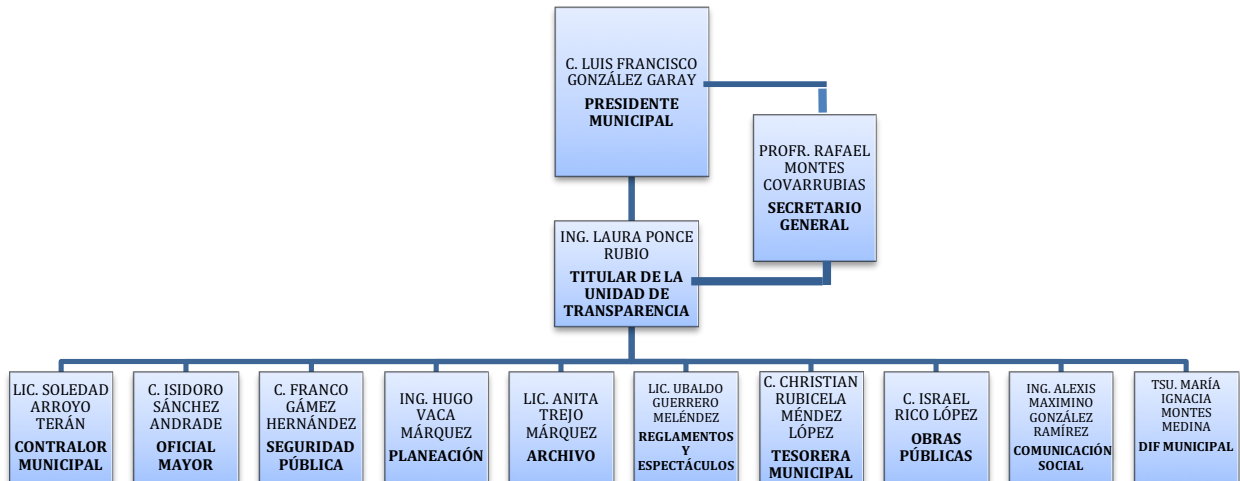 C. LUIS FRANCISCO
GONZÁLEZ GARAY
PRESIDENTE
MUNICIPAL
PROFR. RAFAEL
MONTES
COVARRUBIAS
SECRETARIO
GENERAL
ING. LAURA PONCE
RUBIO
TITULAR DE LA
UNIDAD DE
TRANSPARENCIA
LIC. SOLEDAD
ARROYO
TERÁN
CONTRALOR
MUNICIPAL
C. ISIDORO
SÁNCHEZ
ANDRADE
OFICIAL
MAYOR
C. FRANCO
GÁMEZ
HERNÁNDEZ
SEGURIDAD
PÚBLICA
ING. HUGO
VACA
MÁRQUEZ
PLANEACIÓN
LIC. ANITA
TREJO
MÁRQUEZ
ARCHIVO
LIC. UBALDO
GUERRERO
MELÉNDEZ
REGLAMENTOS
Y
ESPECTÁCULOS
C. CHRISTIAN
RUBICELA
MÉNDEZ
LÓPEZ
TESORERA
MUNICIPAL
C. ISRAEL
RICO LÓPEZ
OBRAS
PÚBLICAS
ING. ALEXIS
MAXIMINO
GONZÁLEZ
RAMÍREZ
COMUNICACIÓN
SOCIAL
TSU. MARÍA
IGNACIA
MONTES
MEDINA
DIF MUNICIPAL